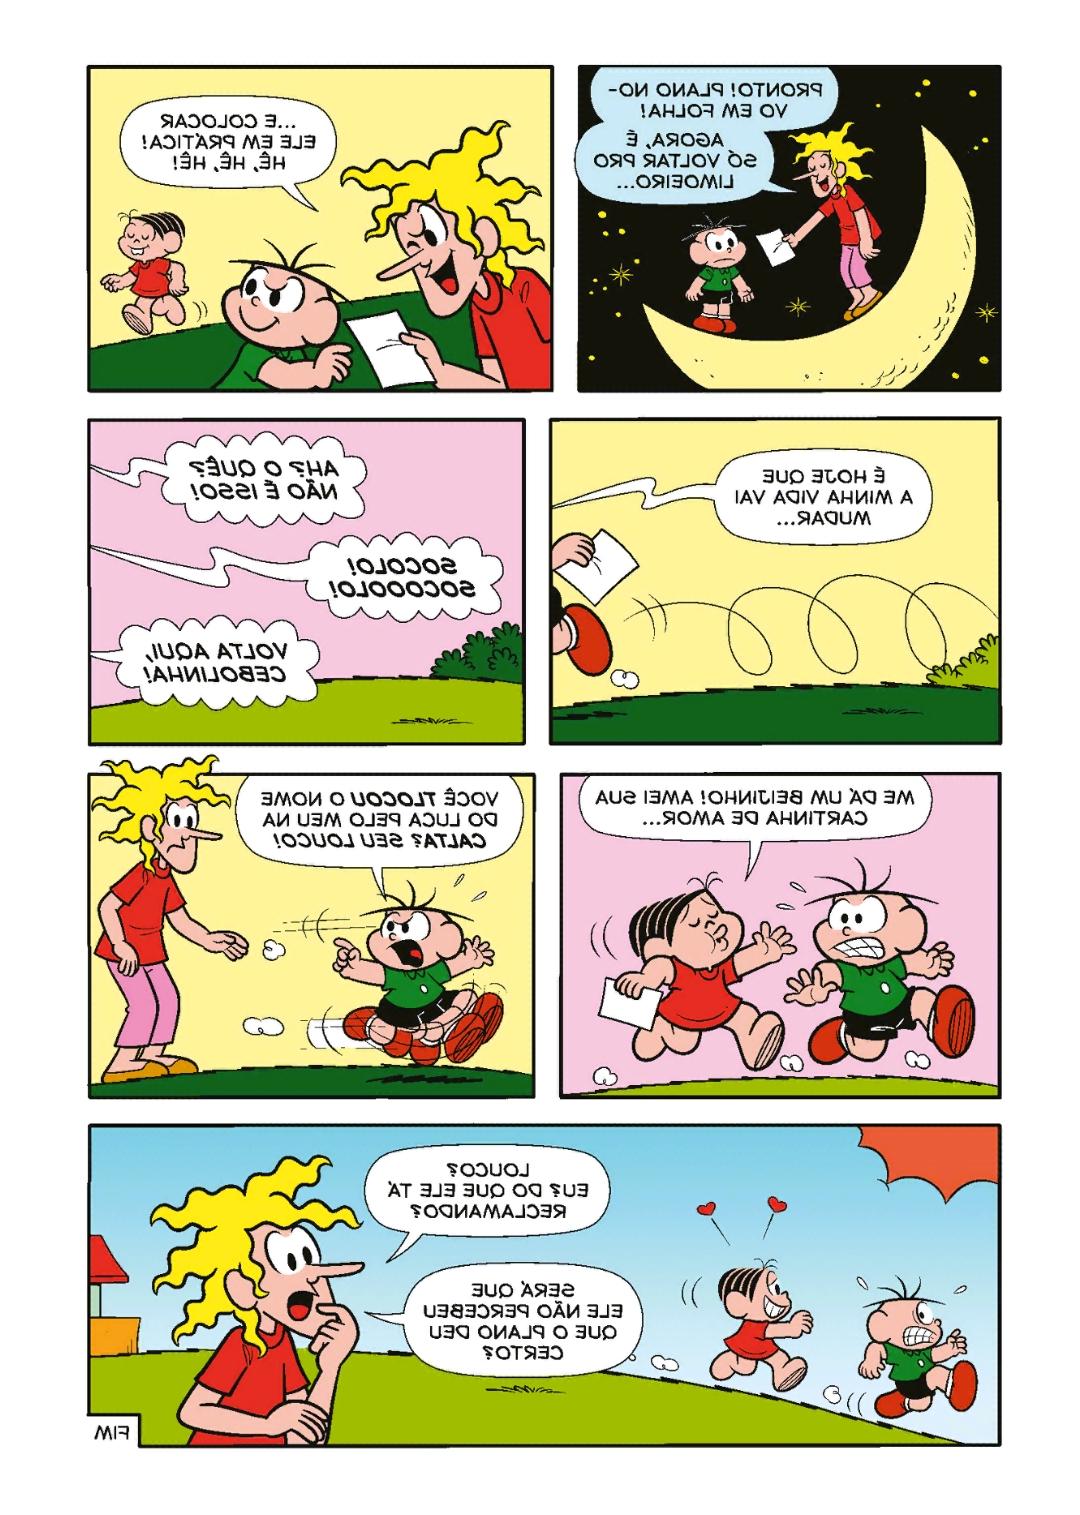 PRONTO! PLANO NO-
VO EM FOLHA!
AGORA, É
SÓ VOLTAR PRO
LIMOEIRO...
...E COLOCAR
ELE EM PRÁTICA!
HÊ, HÊ, HÊ!
É HOJE QUE
A MINHA VIDA VAI
MUDAR...
AH? O QUÊ?
NÃO É ISSO!
SOCOLO!
SOCOOOLO!
VOLTA AQUI,
CEBOLINHA!
ME DÁ UM BEIJINHO! AMEI SUA
CARTINHA DE AMOR...
VOCÊ TLOCOU O NOME
DO LUCA PELO MEU NA
CALTA? SEU LOUCO!
LOUCO?
EU? DO QUE ELE TÁ
RECLAMANDO?
SERÁ QUE
ELE NÃO PERCEBEU
QUE O PLANO DEU
CERTO?
FIM